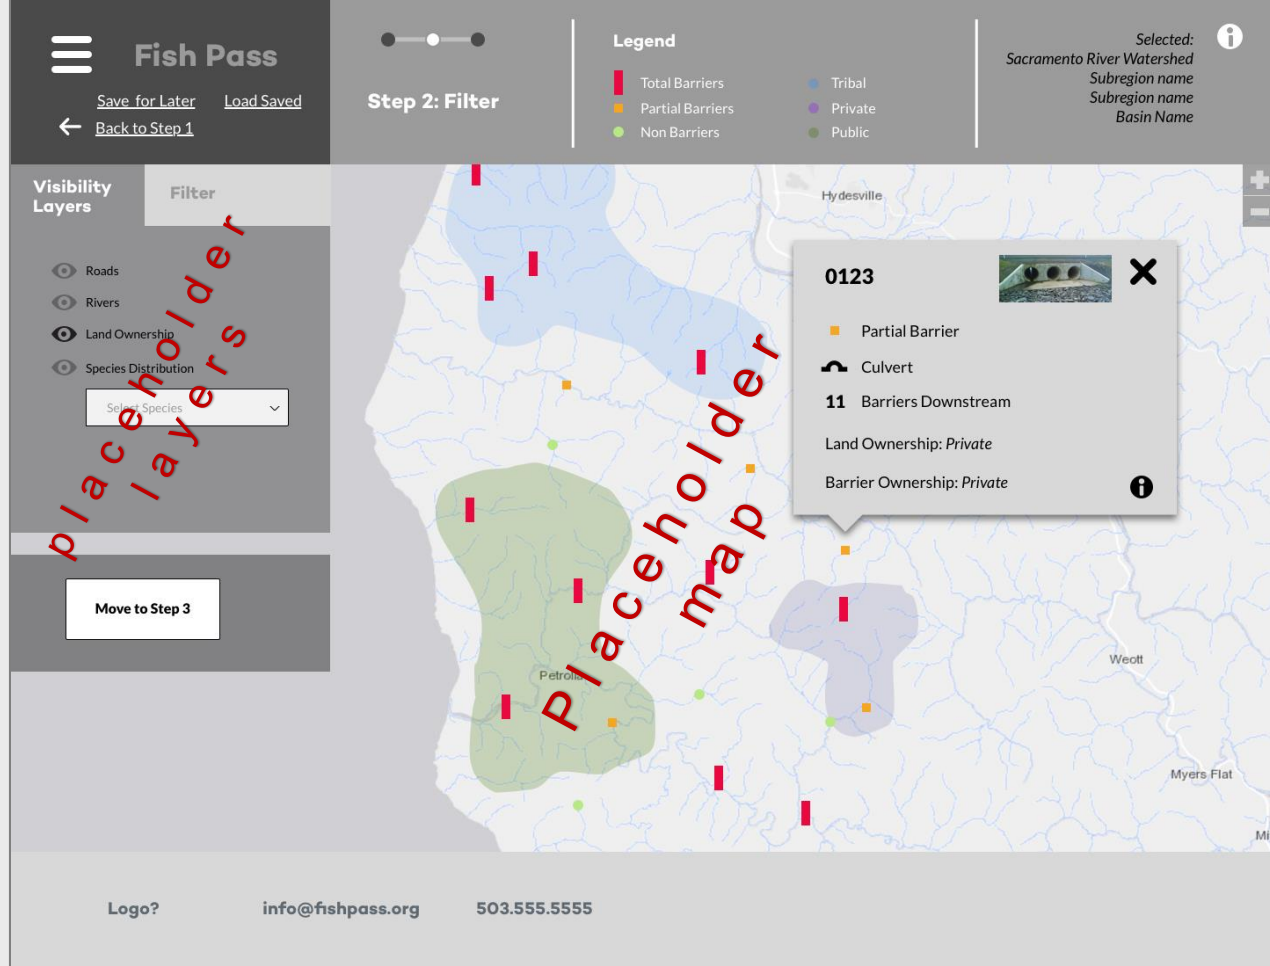 Fish Pass
Save for Later Load Saved
Back to Step 1
Step 2: Filter
Legend
Total Barriers
Partial Barriers
Non Barriers
Tribal
Private
Public
Selected:
Sacramento River Watershed
Subregion name
Subregion name
Basin Name
Visibility
Layers
Filter
Roads
Rivers
Land Ownership
Species Distribution
Select Species
placeholder
layers
Move to Step 3
Hydesville
0123
Partial Barrier
Culvert
11 Barriers Downstream
Land Ownership: Private
Barrier Ownership: Private
Placeholder
map
Petrolia
Weott
Myers Flat
Mi
Logo? info@fishpass.org 503.555.5555